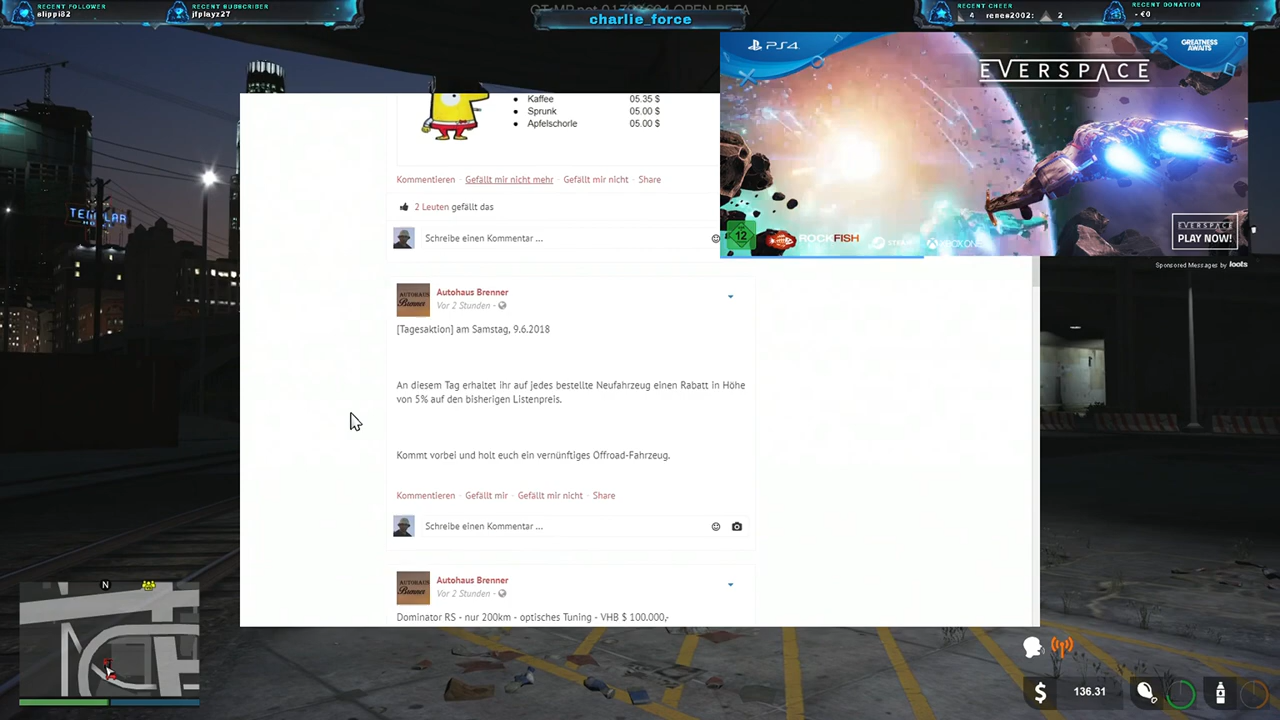 RECENT FOLLOWER
alippi82
RECENT SUBSCRIBER
jfplayz27
charlie_force
RECENT CHEER
4 renea2002: 2
RECENT DONATION
- €0
PS4
GREATNESS
AWAITS
EVERSPACE
12
ROCKFISH
STEAM
XBOX ONE
EVERSPACE
PLAY NOW!
Sponsored Messages by loots
TEMPLAR
Kaffee 05.35 $
Sprunk 05.00 $
Apfelschorle 05.00 $
Kommentieren · Gefällt mir nicht mehr · Gefällt mir nicht · Share
2 Leuten gefällt das
Schreibe einen Kommentar ...
AUTOHAUS
Brenner
Autohaus Brenner
Vor 2 Stunden -
[Tagesaktion] am Samstag, 9.6.2018
An diesem Tag erhaltet ihr auf jedes bestellte Neufahrzeug einen Rabatt in Höhe
von 5% auf den bisherigen Listenpreis.
Kommt vorbei und holt euch ein vernünftiges Offroad-Fahrzeug.
Kommentieren · Gefällt mir · Gefällt mir nicht · Share
Schreibe einen Kommentar ...
AUTOHAUS
Brenner
Autohaus Brenner
Vor 2 Stunden -
Dominator RS - nur 200km - optisches Tuning - VHB $ 100.000,-
N
$ 136.31